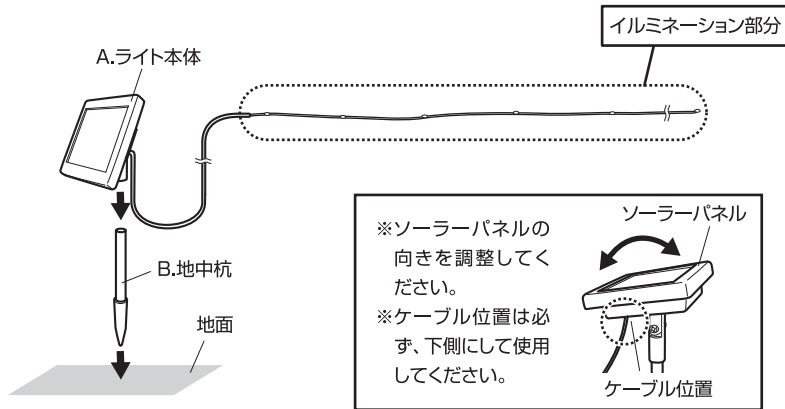 イルミネーション部分
A.ライト本体
B.地中杭
地面
※ソーラーパネルの
向きを調整してく
ださい。
※ケーブル位置は必
ず、下側にして使用
してください。
ソーラーパネル
ケーブル位置